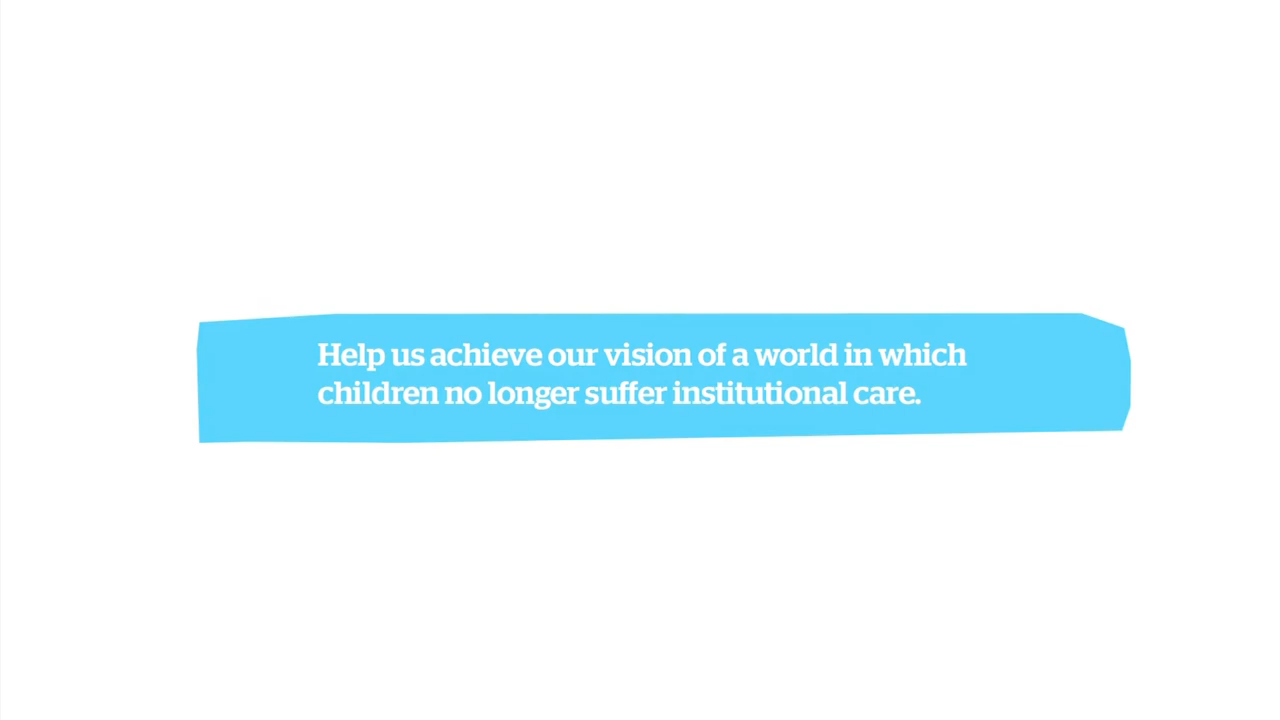 Help us achieve our vision of a world in which
children no longer suffer institutional care.